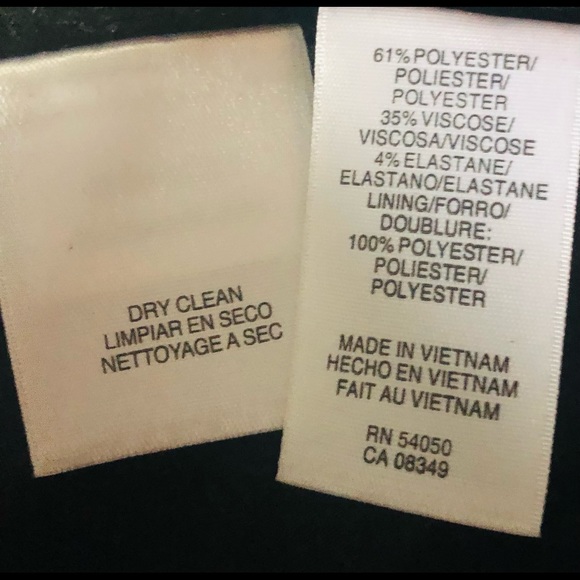 DRY CLEAN
LIMPIAR EN SECO
NETTOYAGE A SEC
61% POLYESTER/
POLIESTER/
POLYESTER
35% VISCOSE/
VISCOSA/VISCOSE
4% ELASTANE/
ELASTANO/ELASTANE
LINING/FORRO/
DOUBLURE:
100% POLYESTER/
POLIESTER/
POLYESTER
MADE IN VIETNAM
HECHO EN VIETNAM
FAIT AU VIETNAM
RN 54050
CA 08349